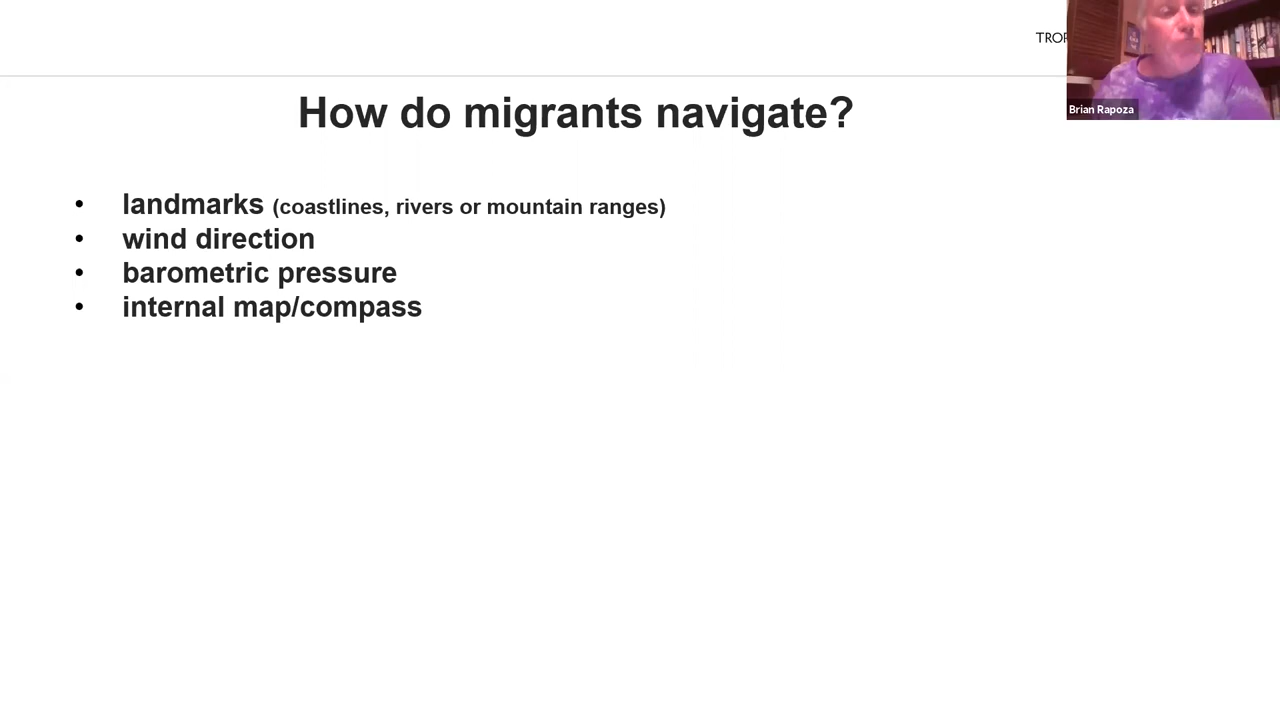 How do migrants navigate?
Brian Rapoza
• landmarks (coastlines, rivers or mountain ranges)
• wind direction
• barometric pressure
• internal map/compass